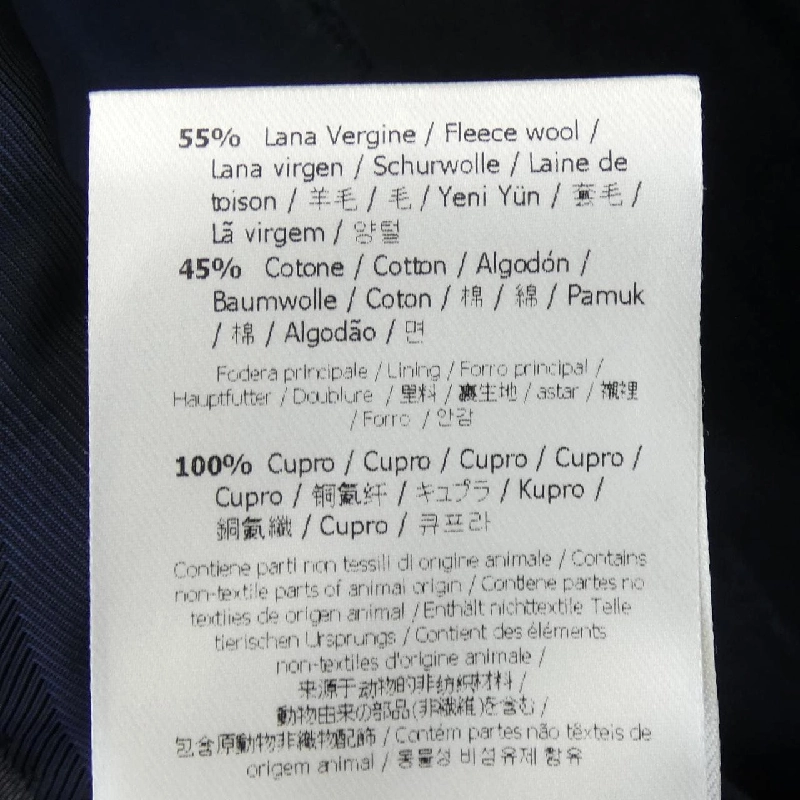 55% Lana Vergine / Fleece wool /
Lana virgen / Schurwolle / Laine de
toison / 羊毛 / 毛 / Yeni Yün / 套毛 /
Lã virgem / 양털
45% Cotone / Cotton / Algodón /
Baumwolle / Coton / 棉 / 綿 / Pamuk
/ 棉 / Algodão / 면
Fodera principale / Lining / Forro principal /
Hauptfutter / Doublure / 里料 / 裏生地 / astar / 襯裡
/ Forro / 안감
100% Cupro / Cupro / Cupro / Cupro /
Cupro / 铜氨纤 / キュプラ / Kupro /
銅氨纖 / Cupro / 큐프라
Contiene parti non tessili di origine animale / Contains
non-textile parts of animal origin / Contiene partes no
textiles de origen animal / Enthält nichttextile Teile
tierischen Ursprungs / Contient des éléments
non-textiles d'origine animale /
来源于动物的非纺织材料 /
動物由来の部品(非繊維)を含む /
包含原動物非織物配飾 / Contém partes não têxteis de
origem animal / 동물성 비섬유제 함유